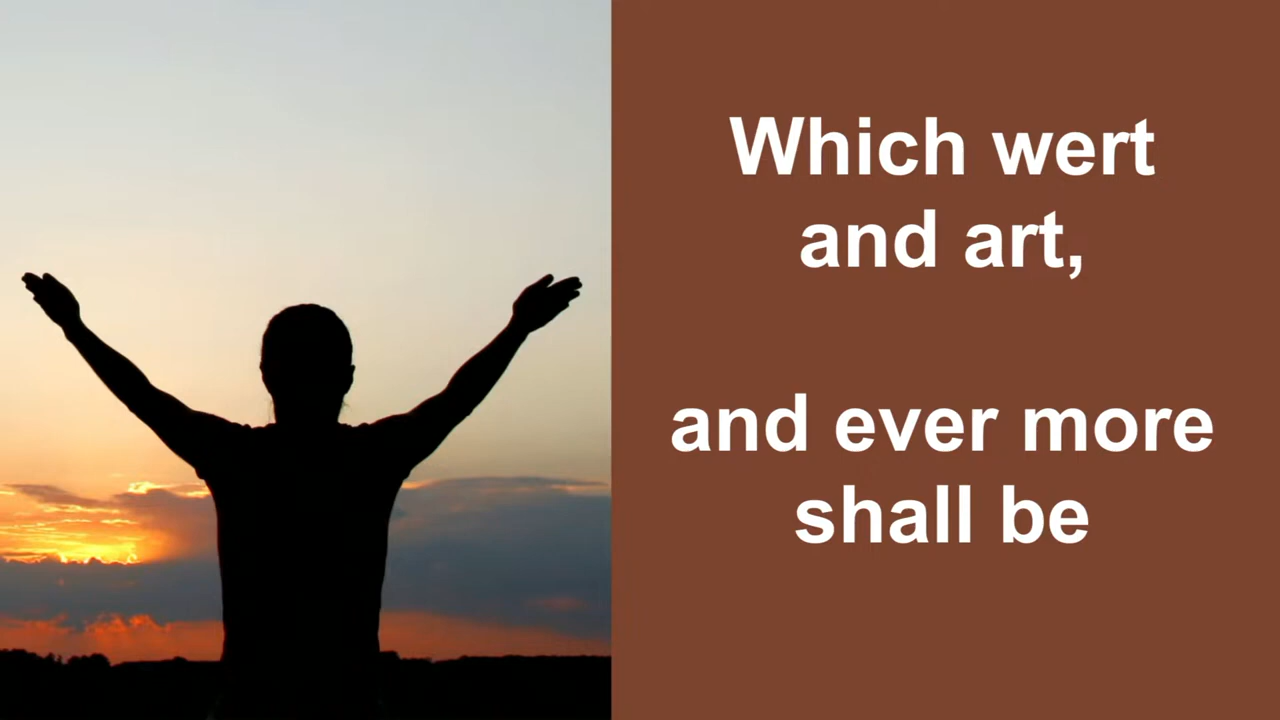 Which wert
and art,
and ever more
shall be